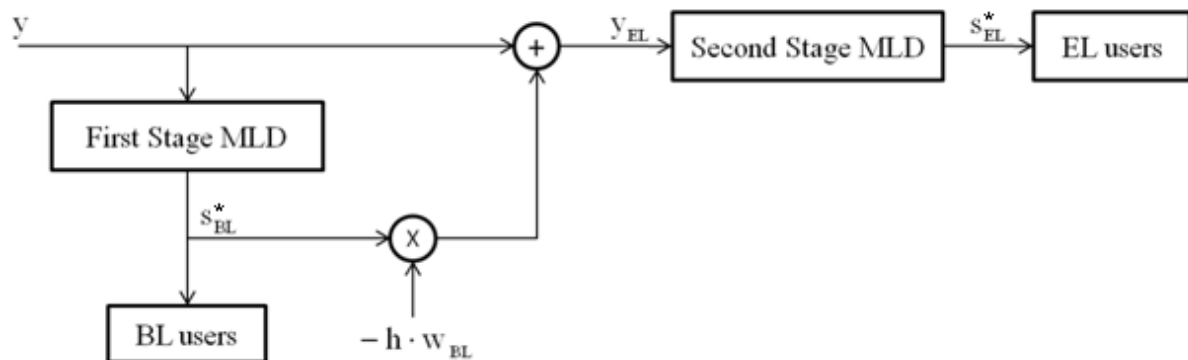 y
+
y_EL
Second Stage MLD
s*_EL
EL users
First Stage MLD
s*_BL
X
BL users
− h · w_BL